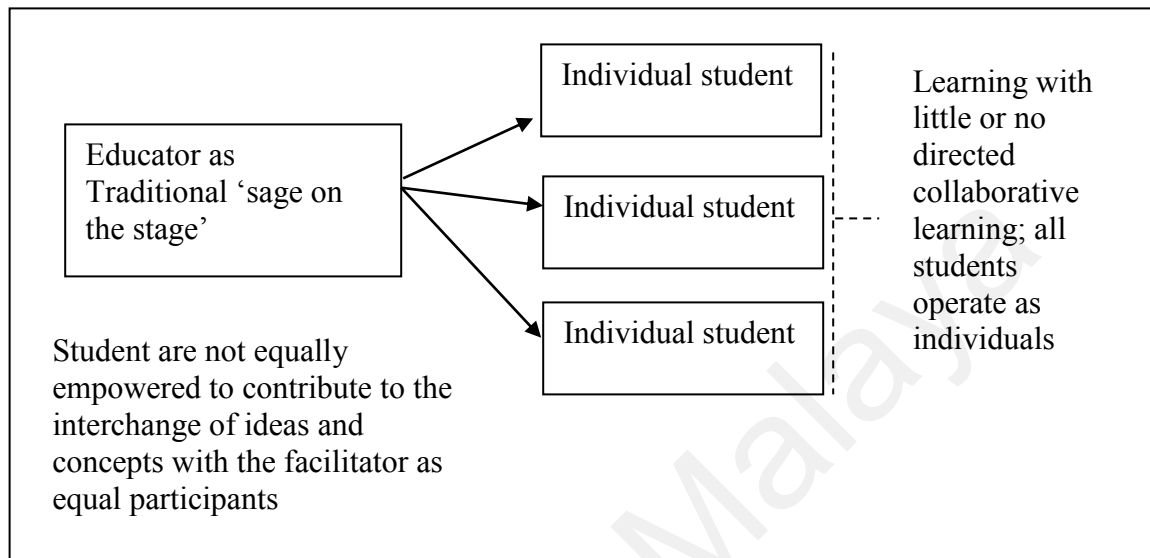 Educator as
Traditional ‘sage on
the stage’
Individual student
Individual student
Individual student
Learning with
little or no
directed
collaborative
learning; all
students
operate as
individuals
Student are not equally
empowered to contribute to the
interchange of ideas and
concepts with the facilitator as
equal participants
Malaya